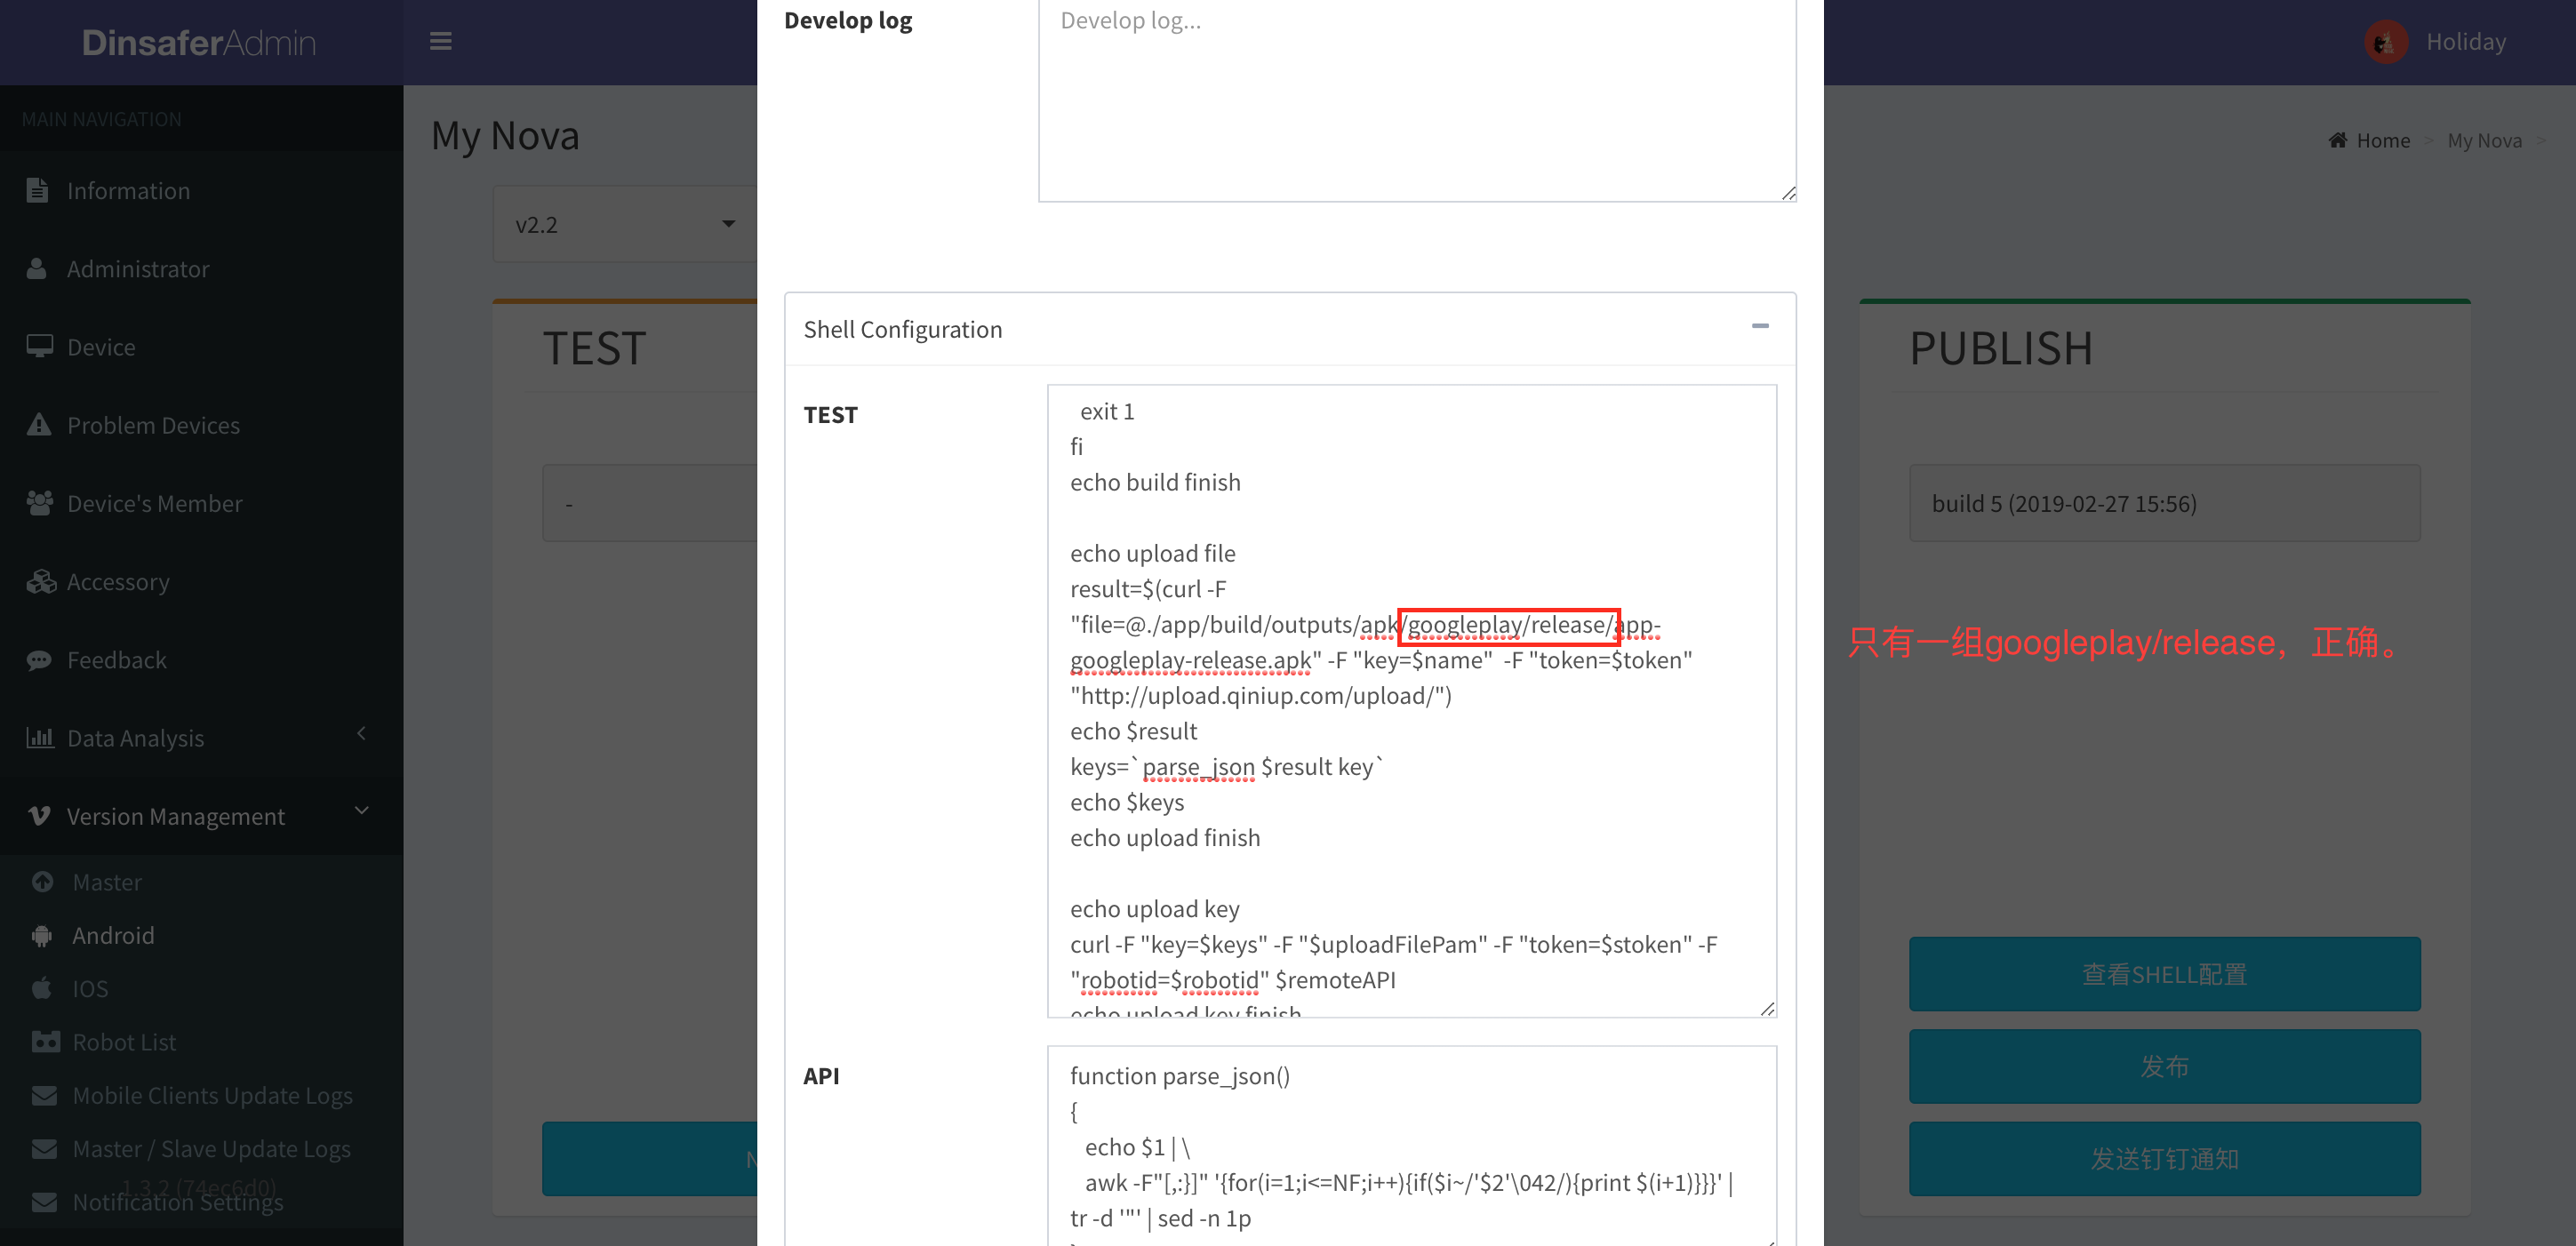 DinsaferAdmin
Holiday
MAIN NAVIGATION
Information
Administrator
Device
Problem Devices
Device's Member
Accessory
Feedback
Data Analysis
Version Management
Master
Android
IOS
Robot List
Mobile Clients Update Logs
Master / Slave Update Logs
1.3.2 (74ec6d0)
Notification Settings
My Nova
Home > My Nova >
v2.2
TEST
-
N
Develop log
Develop log...
Shell Configuration
TEST
exit 1
fi
echo build finish
echo upload file
result=$(curl -F
"file=@./app/build/outputs/apk/googleplay/release/app-
googleplay-release.apk" -F "key=$name"  -F "token=$token"
"http://upload.qiniup.com/upload/")
echo $result
keys=`parse_json $result key`
echo $keys
echo upload finish
echo upload key
curl -F "key=$keys" -F "$uploadFilePam" -F "token=$stoken" -F
"robotid=$robotid" $remoteAPI
echo upload key finish
API
function parse_json()
{
echo $1 | \
awk -F"[,:}]" '{for(i=1;i<=NF;i++){if($i~/'$2'\042/){print $(i+1)}}}' |
tr -d '"' | sed -n 1p
PUBLISH
build 5 (2019-02-27 15:56)
只有一组googleplay/release，正确。
查看SHELL配置
发布
发送钉钉通知